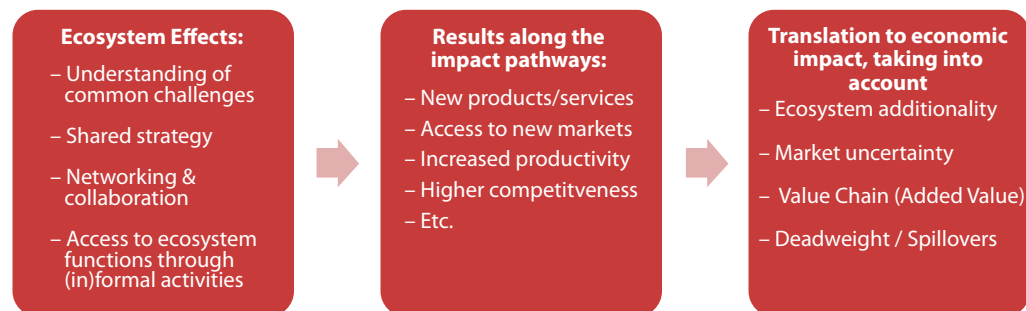 Ecosystem Effects:
– Understanding of
common challenges
– Shared strategy
– Networking &
collaboration
– Access to ecosystem
functions through
(in)formal activities
Results along the
impact pathways:
– New products/services
– Access to new markets
– Increased productivity
– Higher competitveness
– Etc.
Translation to economic
impact, taking into
account
– Ecosystem additionality
– Market uncertainty
– Value Chain (Added Value)
– Deadweight / Spillovers